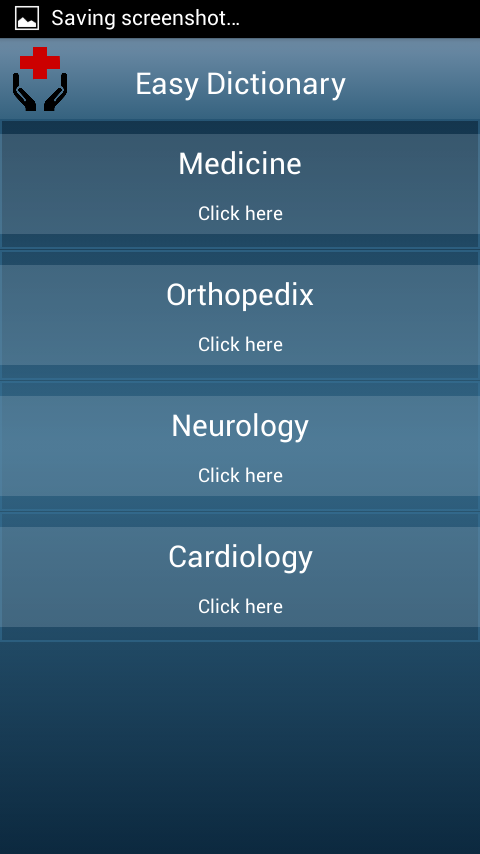 Saving screenshot...
Easy Dictionary
Medicine
Click here
Orthopedix
Click here
Neurology
Click here
Cardiology
Click here